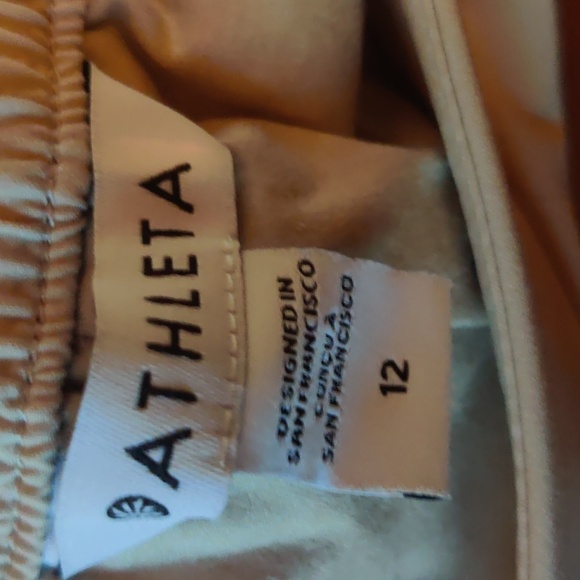 ATHLETA
DESIGNED IN
SAN FRANCISCO
CONÇU À
SAN FRANCISCO
12